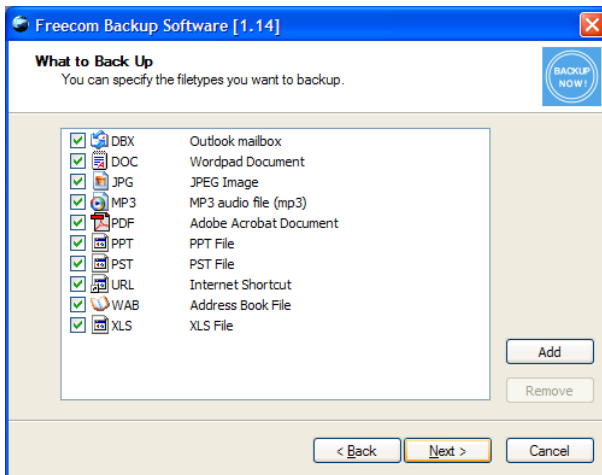 Freecom Backup Software [1.14]
What to Back Up
You can specify the filetypes you want to backup.
BACKUP
NOW!
DBX Outlook mailbox
DOC Wordpad Document
JPG JPEG Image
MP3 MP3 audio file (mp3)
PDF Adobe Acrobat Document
PPT PPT File
PST PST File
URL Internet Shortcut
WAB Address Book File
XLS XLS File
Add
Remove
< Back Next > Cancel